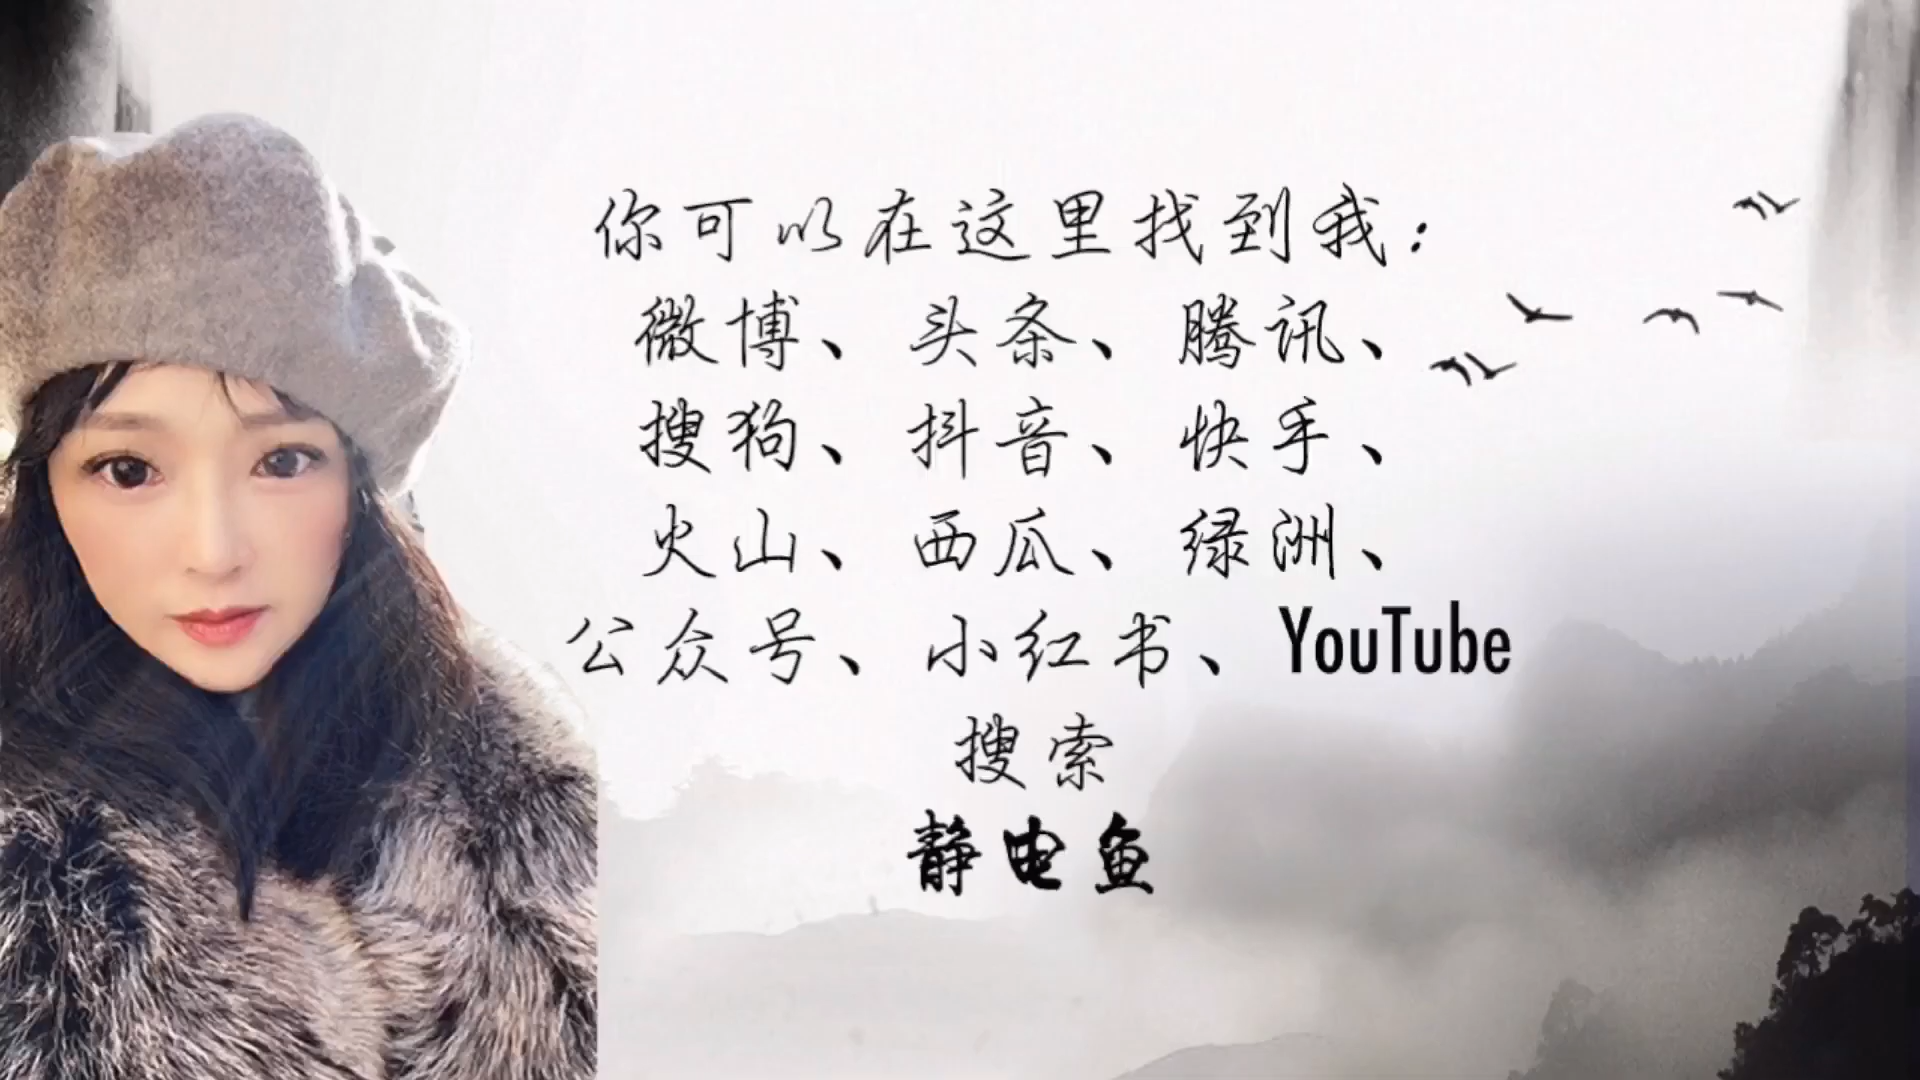 你可以在这里找到我：
微博、头条、腾讯、
搜狗、抖音、快手、
火山、西瓜、绿洲、
公众号、小红书、YouTube
搜索
静电鱼